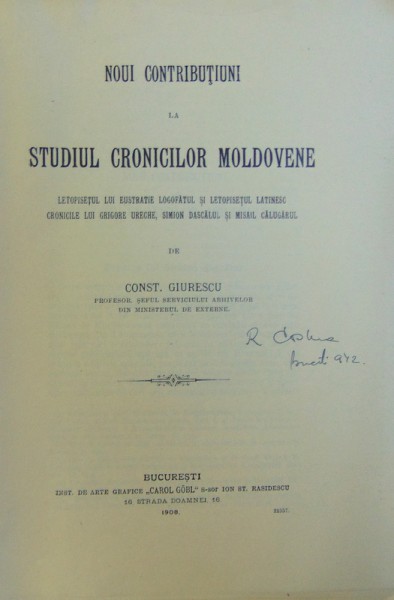 NOUI CONTRIBUȚIUNI
LA
STUDIUL CRONICILOR MOLDOVENE
LETOPISEȚUL LUI EUSTRATIE LOGOFĂTUL ȘI LETOPISEȚUL LATINESC
CRONICILE LUI GRIGORE URECHE, SIMION DASCĂLUL ȘI MISAIL CĂLUGĂRUL
DE
CONST. GIURESCU
PROFESOR, ȘEFUL SERVICIULUI ARHIVELOR
DIN MINISTERUL DE EXTERNE.
R
942.
BUCUREȘTI
INST. DE ARTE GRAFICE „CAROL GÖBL" S-sor ION ST. RASIDESCU
16 STRADA DOAMNEI, 16
1908.